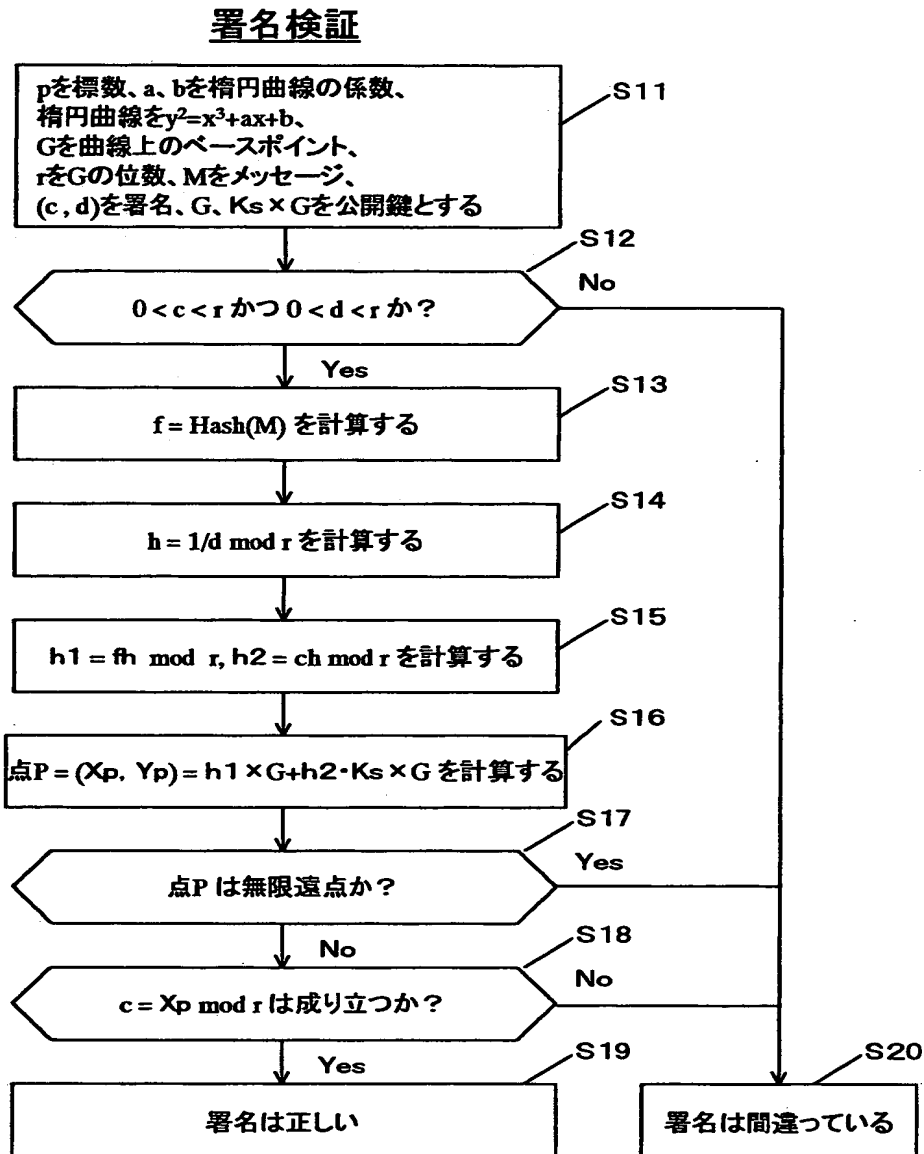 署名検証
pを標数、a、bを楕円曲線の係数、
楕円曲線をy²=x³+ax+b、
Gを曲線上のベースポイント、
rをGの位数、Mをメッセージ、
(c , d)を署名、G、Ks×Gを公開鍵とする
S11
S12
0 < c < r かつ 0 < d < r か？
No
Yes
S13
f = Hash(M) を計算する
S14
h = 1/d mod r を計算する
S15
h1 = fh mod r, h2 = ch mod r を計算する
S16
点P = (Xp, Yp) = h1×G+h2・Ks×G を計算する
S17
点P は無限遠点か？
Yes
No
S18
c = Xp mod r は成り立つか？
No
Yes
S19
署名は正しい
S20
署名は間違っている